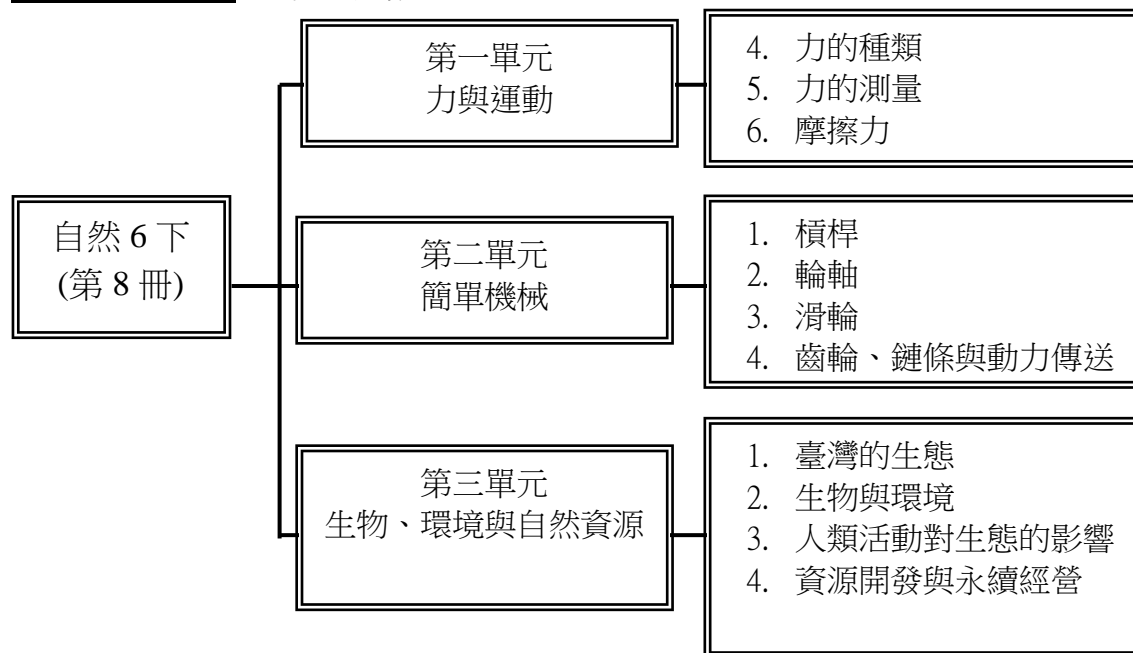 自然 6 下
(第 8 冊)
第一單元
力與運動
4. 力的種類
5. 力的測量
6. 摩擦力
第二單元
簡單機械
1. 槓桿
2. 輪軸
3. 滑輪
4. 齒輪、鏈條與動力傳送
第三單元
生物、環境與自然資源
1. 臺灣的生態
2. 生物與環境
3. 人類活動對生態的影響
4. 資源開發與永續經營